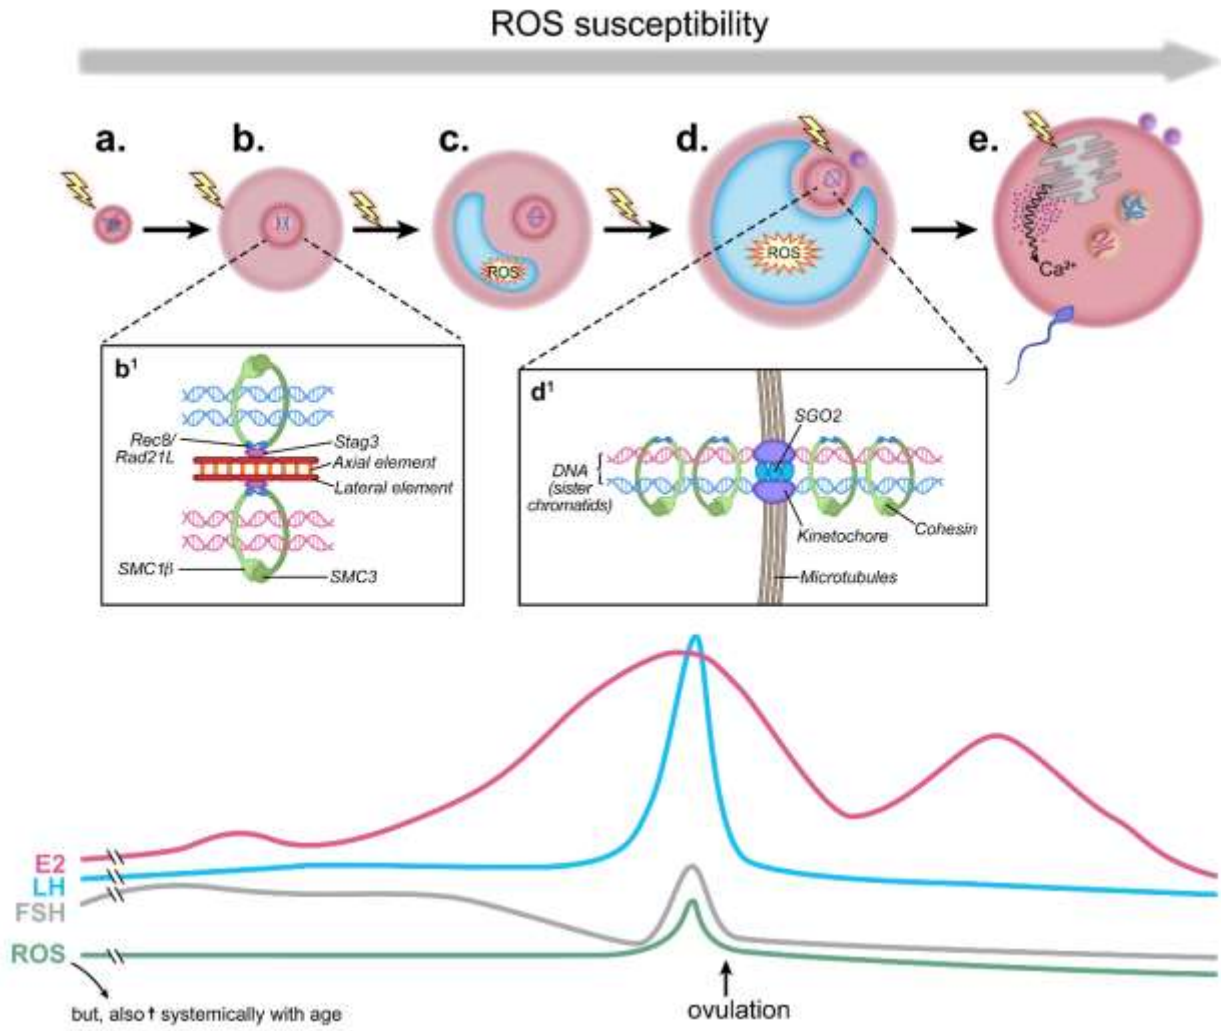 ROS susceptibility
a.
b.
c.
d.
e.
ROS
ROS
Ca²⁺
b¹
Rec8/
Rad21L
Stag3
Axial element
Lateral element
SMC1β
SMC3
d¹
SGO2
DNA
(sister
chromatids)
Kinetochore
Cohesin
Microtubules
E2
LH
FSH
ROS
but, also ↑ systemically with age
ovulation